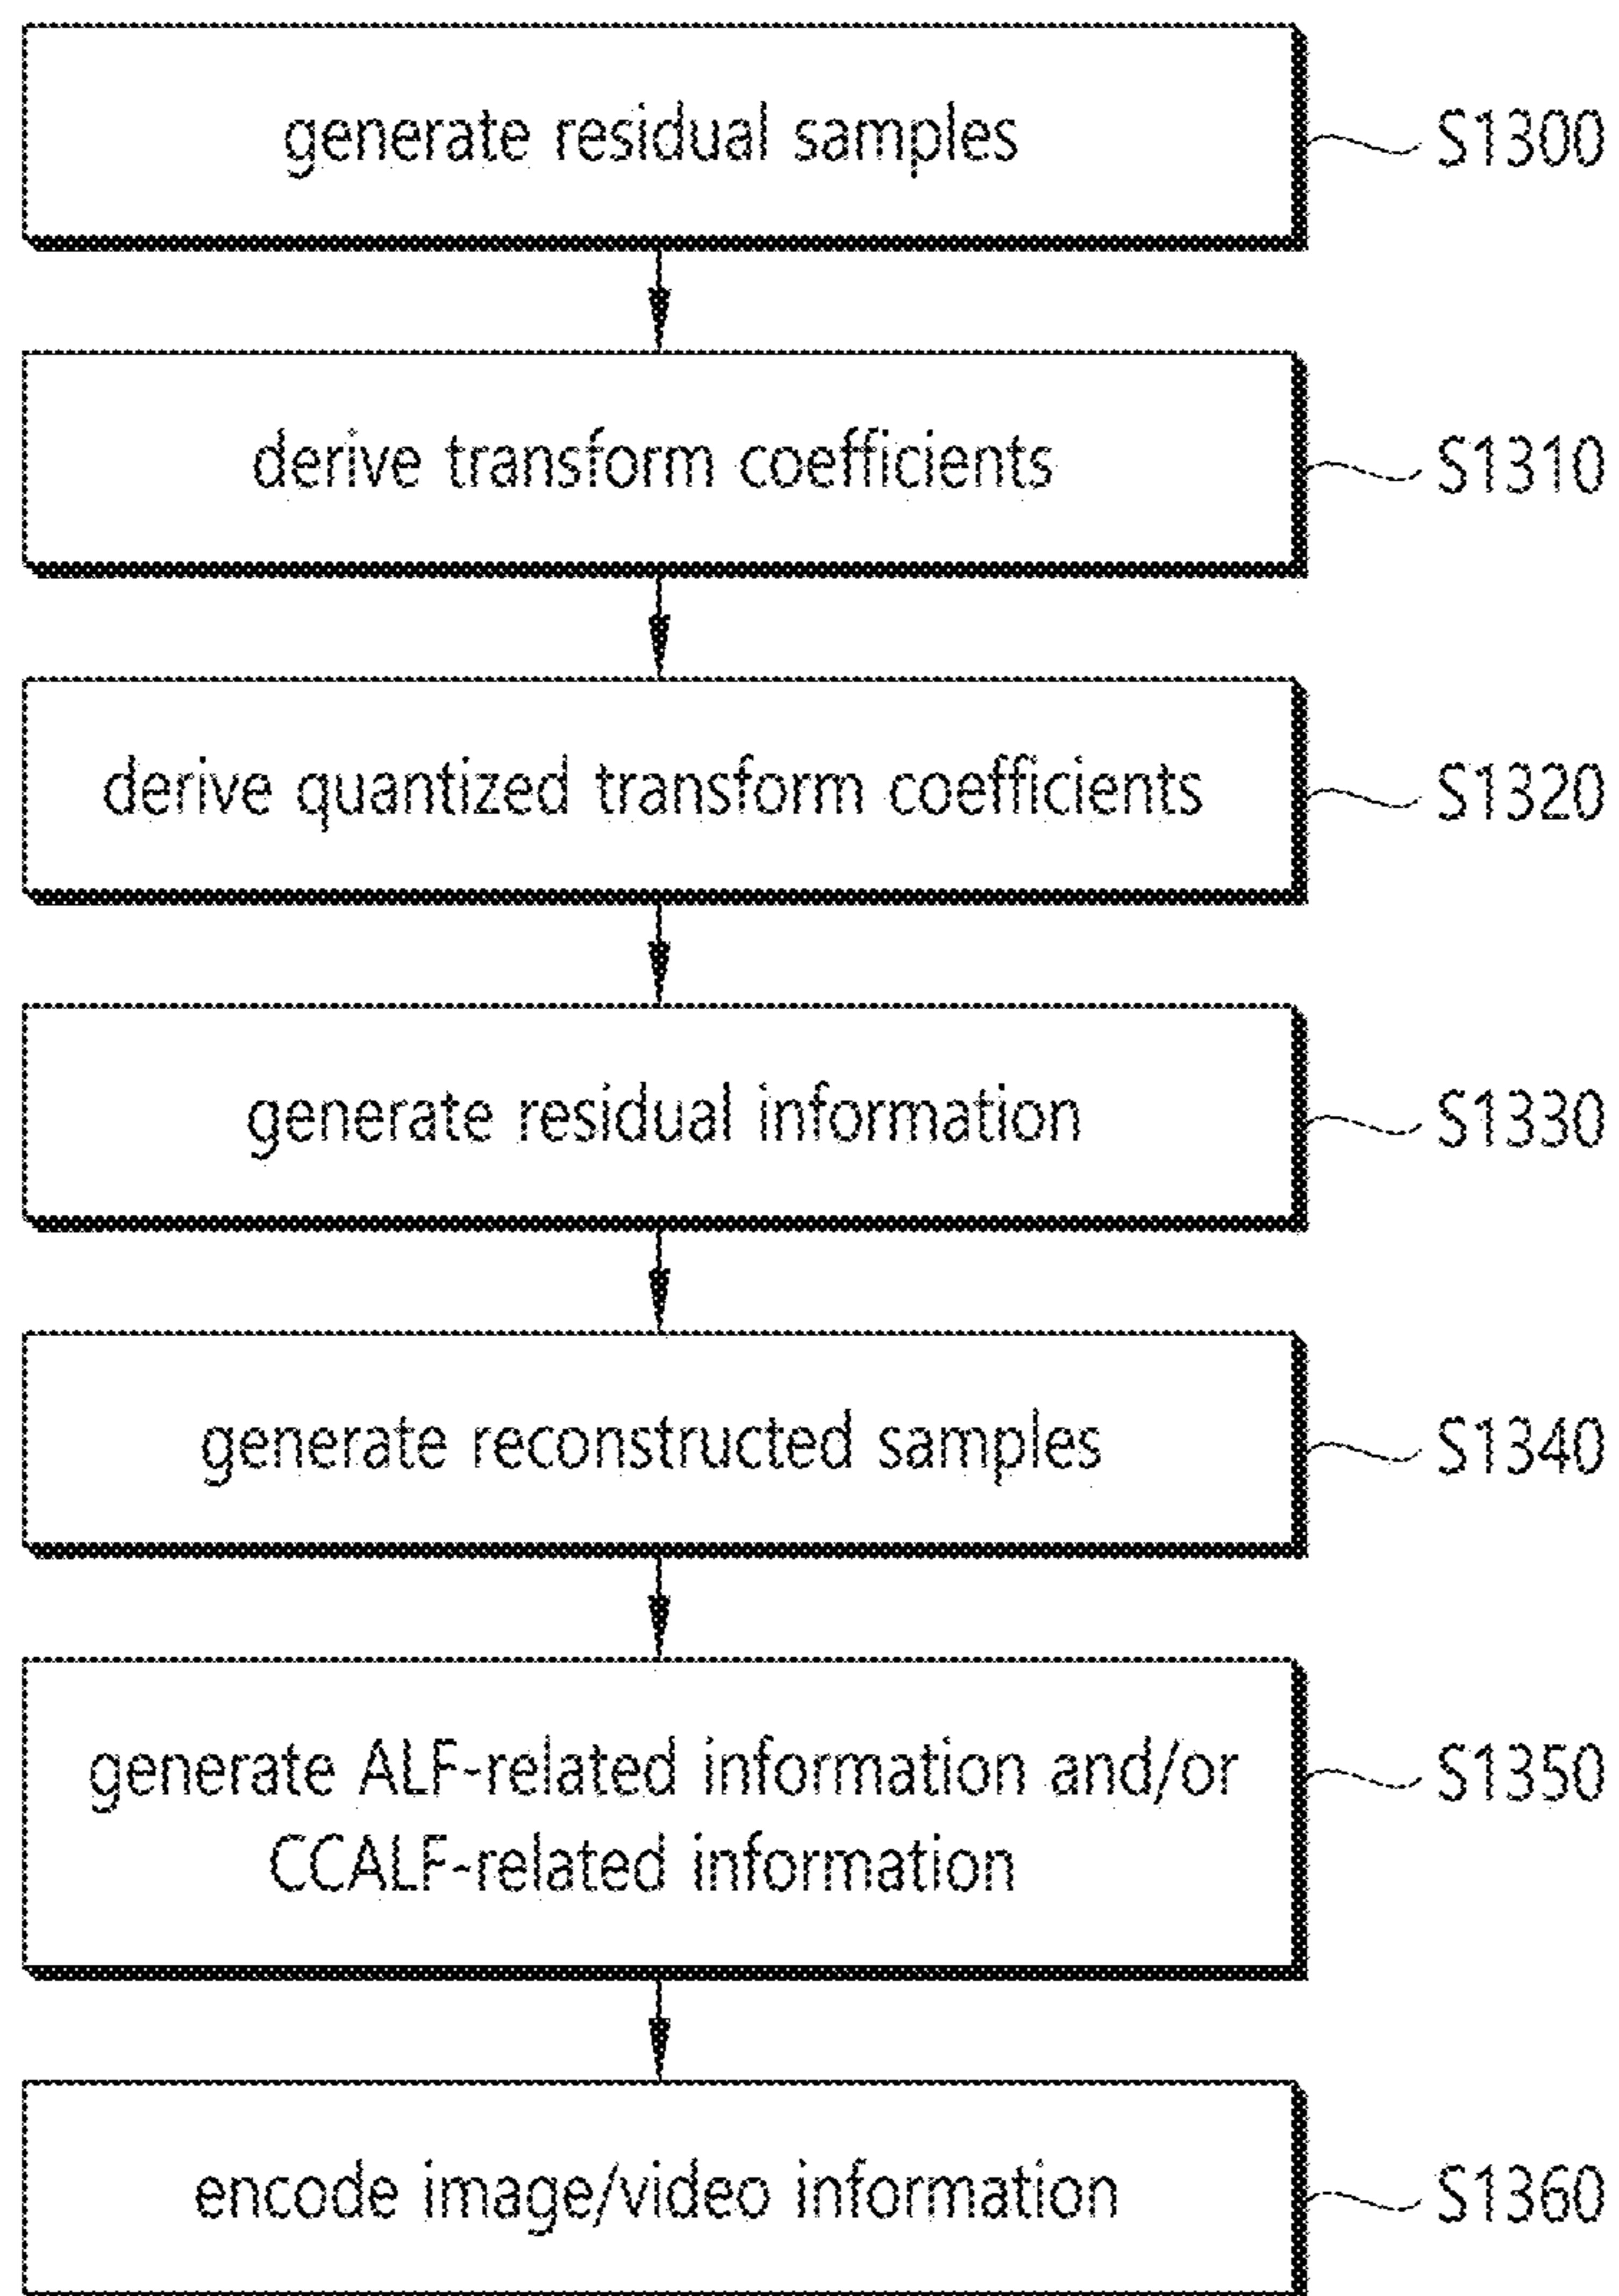 generate residual samples
S1300
derive transform coefficients
S1310
derive quantized transform coefficients
S1320
generate residual information
S1330
generate reconstructed samples
S1340
generate ALF-related information and/or
CCALF-related information
S1350
encode image/video information
S1360